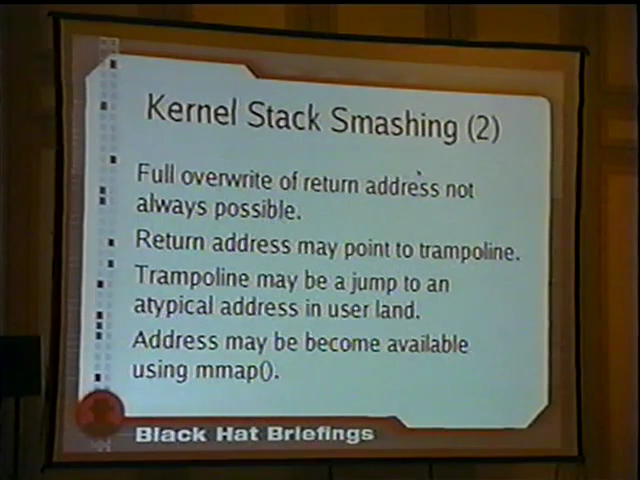 Kernel Stack Smashing (2)
Full overwrite of return address not
always possible.
Return address may point to trampoline.
Trampoline may be a jump to an
atypical address in user land.
Address may be become available
using mmap().
Black Hat Briefings